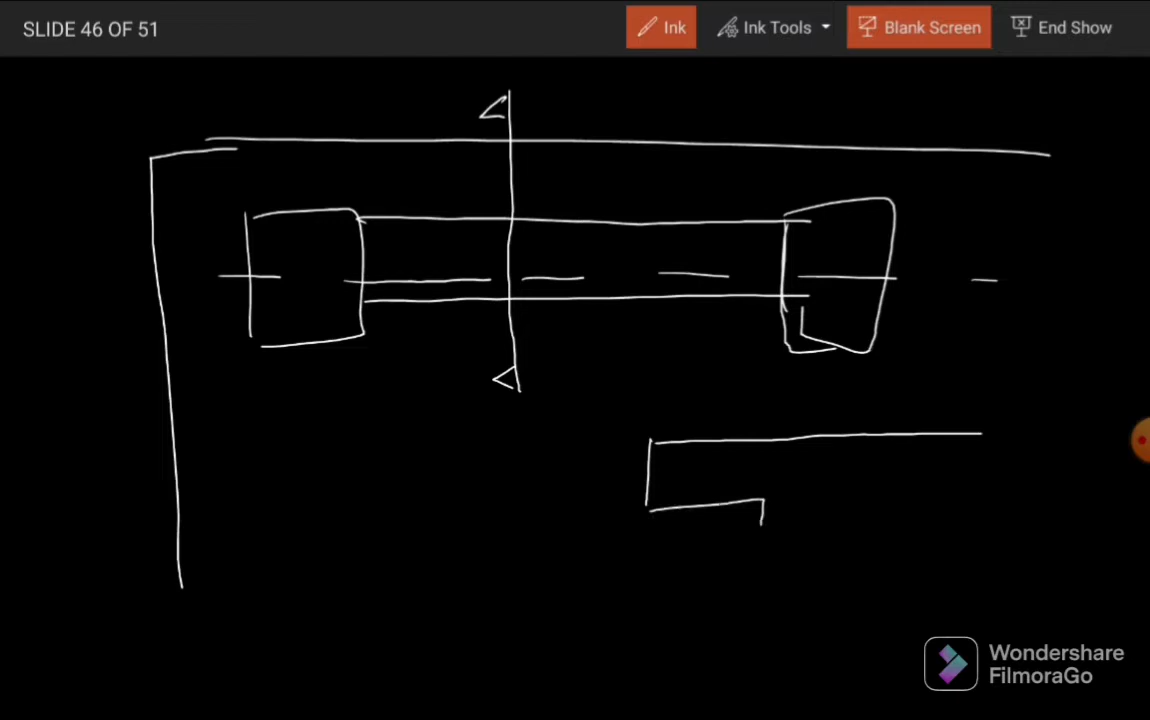 SLIDE 46 OF 51
Ink
Ink Tools
Blank Screen
End Show
Wondershare
FilmoraGo